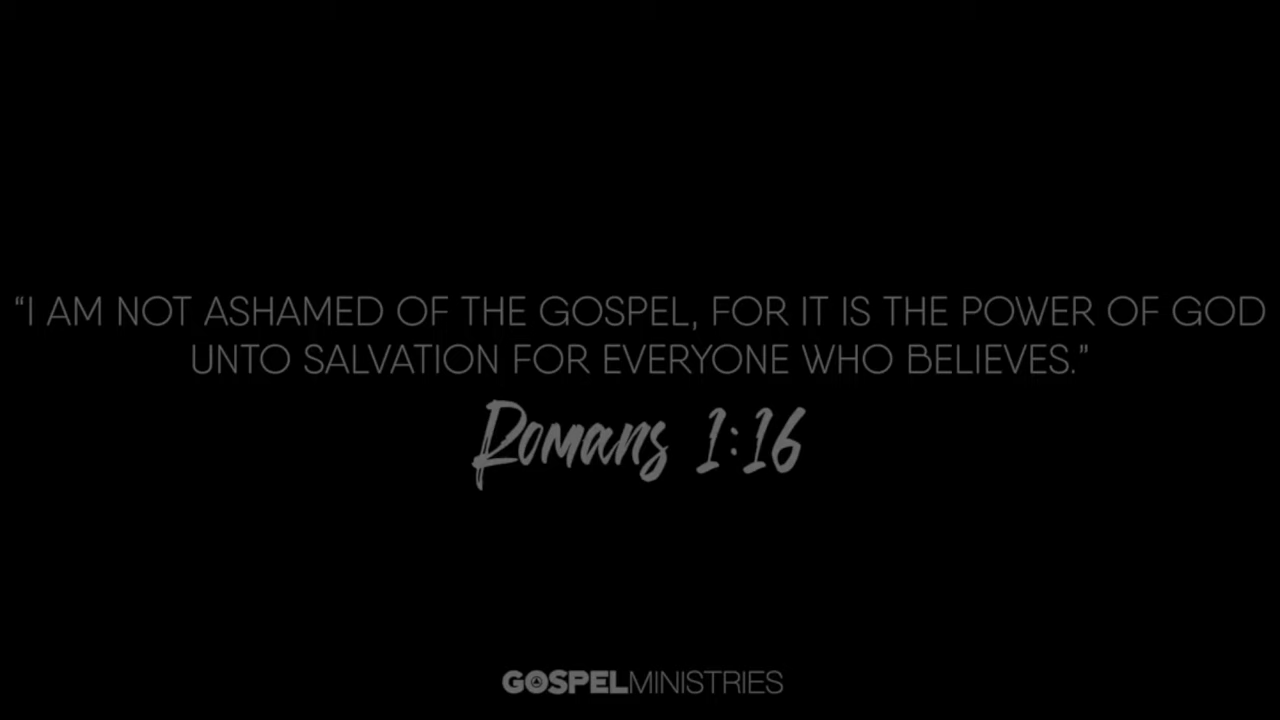 “I AM NOT ASHAMED OF THE GOSPEL, FOR IT IS THE POWER OF GOD
UNTO SALVATION FOR EVERYONE WHO BELIEVES.”
Romans 1:16
GOSPELMINISTRIES